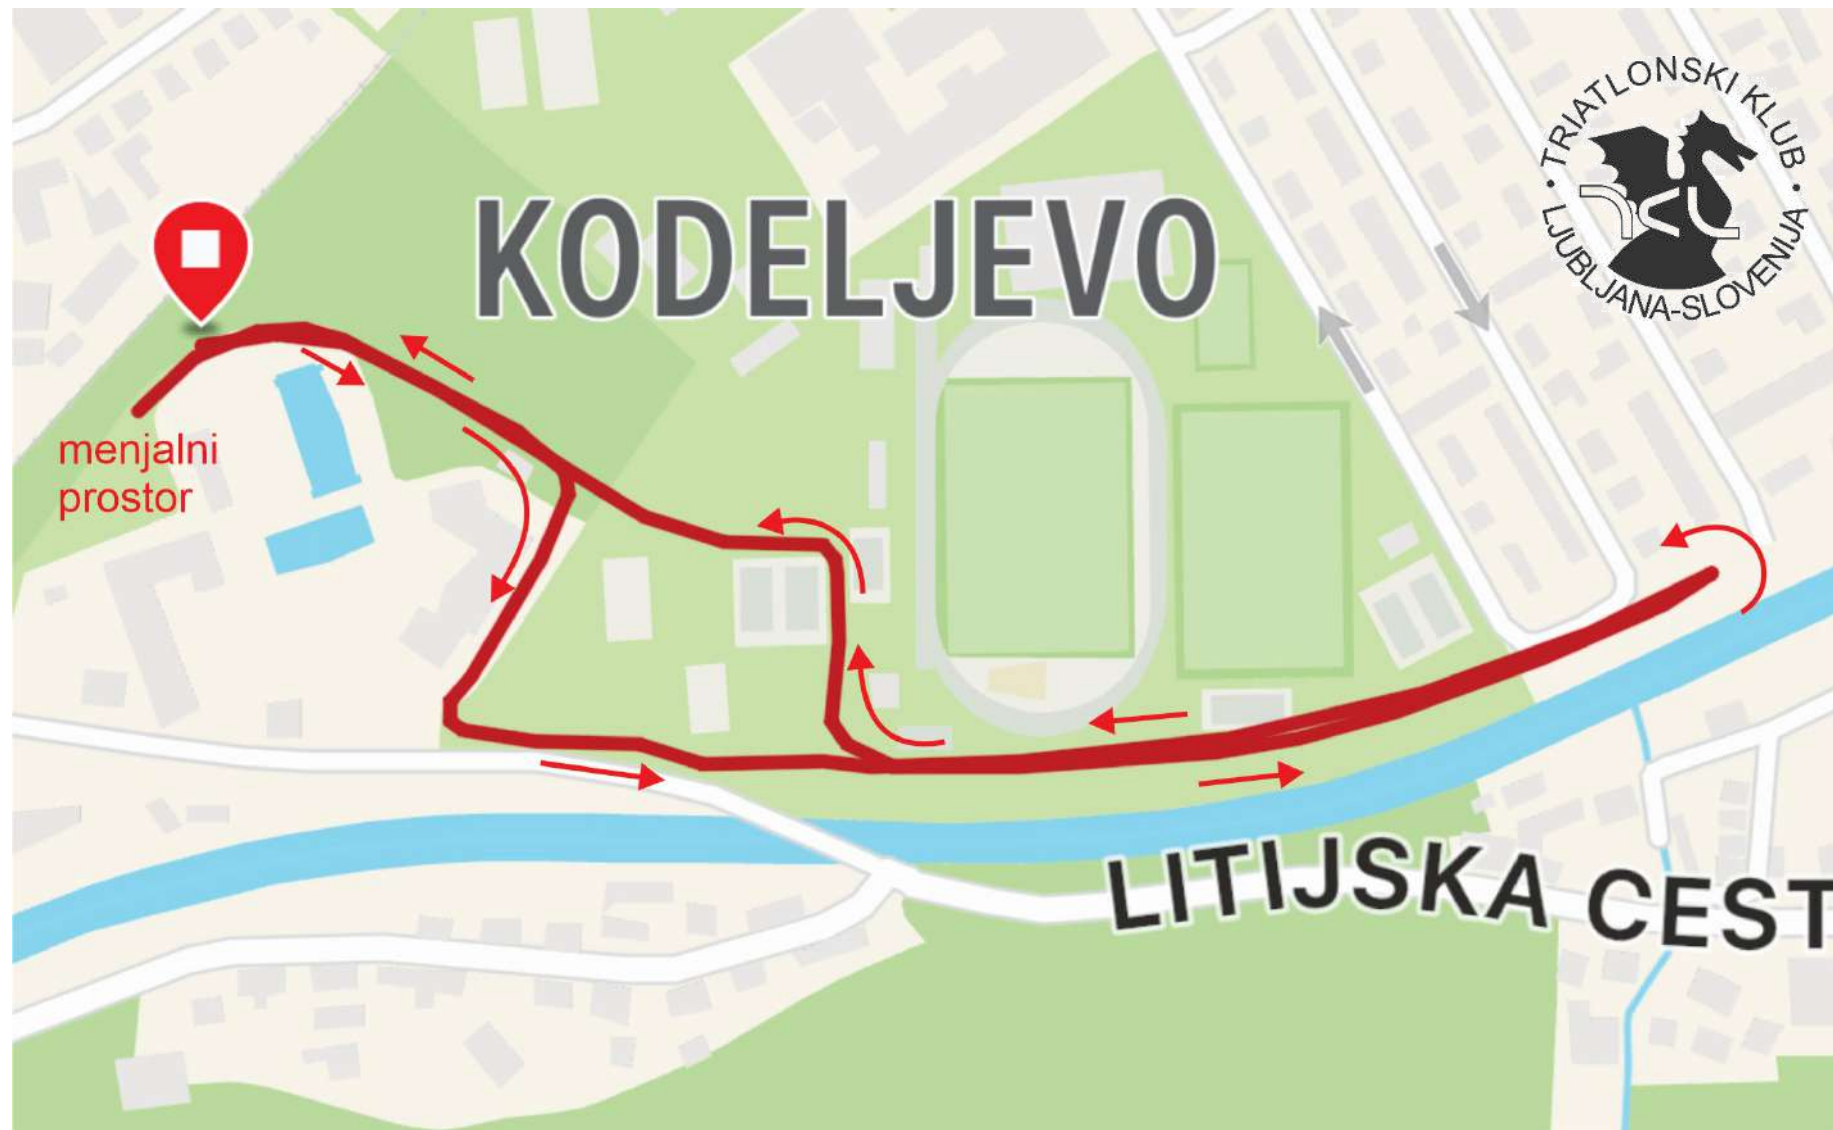 TRIATLONSKI KLUB
LJUBLJANA-SLOVENIJA
KODELJEVO
menjalni
prostor
LITIJSKA CEST